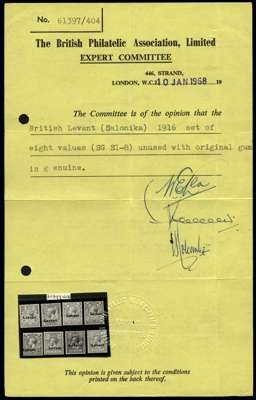 No. 61397/404
The British Philatelic Association, Limited
EXPERT COMMITTEE
446, STRAND,
LONDON, W.C.2 10 JAN 1968 19
The Committee is of the opinion that the
British Levant (Salonika) 1916 set of
eight values (SG S1-8) unused with original gum
is g enuine.
This opinion is given subject to the conditions
printed on the back thereof.